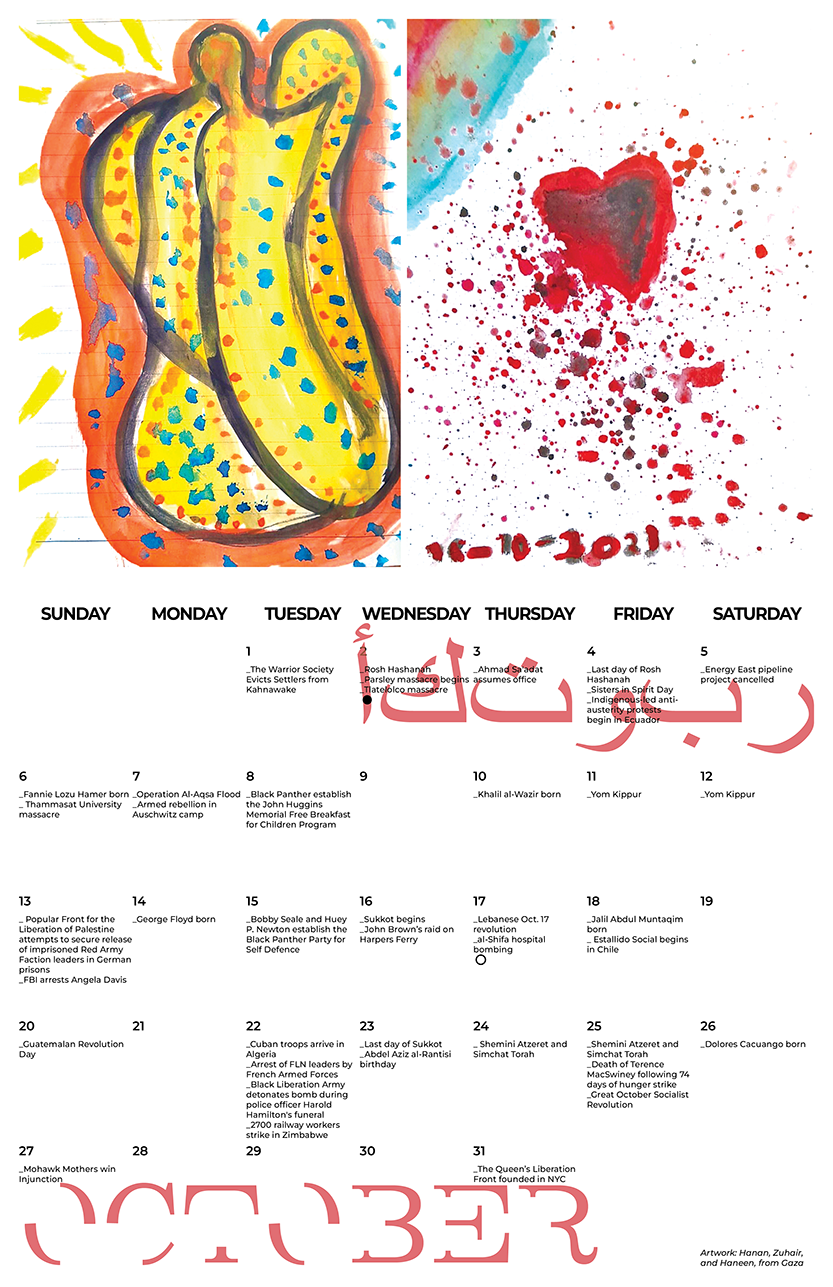 16-10-2021
SUNDAY MONDAY TUESDAY WEDNESDAY THURSDAY FRIDAY SATURDAY
أكتوبر
1
_The Warrior Society
Evicts Settlers from
Kahnawake
2
_Rosh Hashanah
_Parsley massacre begins
_Tlatelolco massacre
3
_Ahmad Sa'adat
assumes office
4
_Last day of Rosh
Hashanah
_Sisters in Spirit Day
_Indigenous-led anti-
austerity protests
begin in Ecuador
5
_Energy East pipeline
project cancelled
6
_Fannie Lozu Hamer born
_ Thammasat University
massacre
7
_Operation Al-Aqsa Flood
_Armed rebellion in
Auschwitz camp
8
_Black Panther establish
the John Huggins
Memorial Free Breakfast
for Children Program
9
10
_Khalil al-Wazir born
11
_Yom Kippur
12
_Yom Kippur
13
_ Popular Front for the
Liberation of Palestine
attempts to secure release
of imprisoned Red Army
Faction leaders in German
prisons
_FBI arrests Angela Davis
14
_George Floyd born
15
_Bobby Seale and Huey
P. Newton establish the
Black Panther Party for
Self Defence
16
_Sukkot begins
_John Brown's raid on
Harpers Ferry
17
_Lebanese Oct. 17
revolution
_al-Shifa hospital
bombing
18
_Jalil Abdul Muntaqim
born
_ Estallido Social begins
in Chile
19
20
_Guatemalan Revolution
Day
21
22
_Cuban troops arrive in
Algeria
_Arrest of FLN leaders by
French Armed Forces
_Black Liberation Army
detonates bomb during
police officer Harold
Hamilton's funeral
_2700 railway workers
strike in Zimbabwe
23
_Last day of Sukkot
_Abdel Aziz al-Rantisi
birthday
24
_ Shemini Atzeret and
Simchat Torah
25
_Shemini Atzeret and
Simchat Torah
_Death of Terence
MacSwiney following 74
days of hunger strike
_Great October Socialist
Revolution
26
_Dolores Cacuango born
27
_Mohawk Mothers win
Injunction
28
29
30
31
_The Queen's Liberation
Front founded in NYC
OCTOBER
Artwork: Hanan, Zuhair,
and Haneen, from Gaza